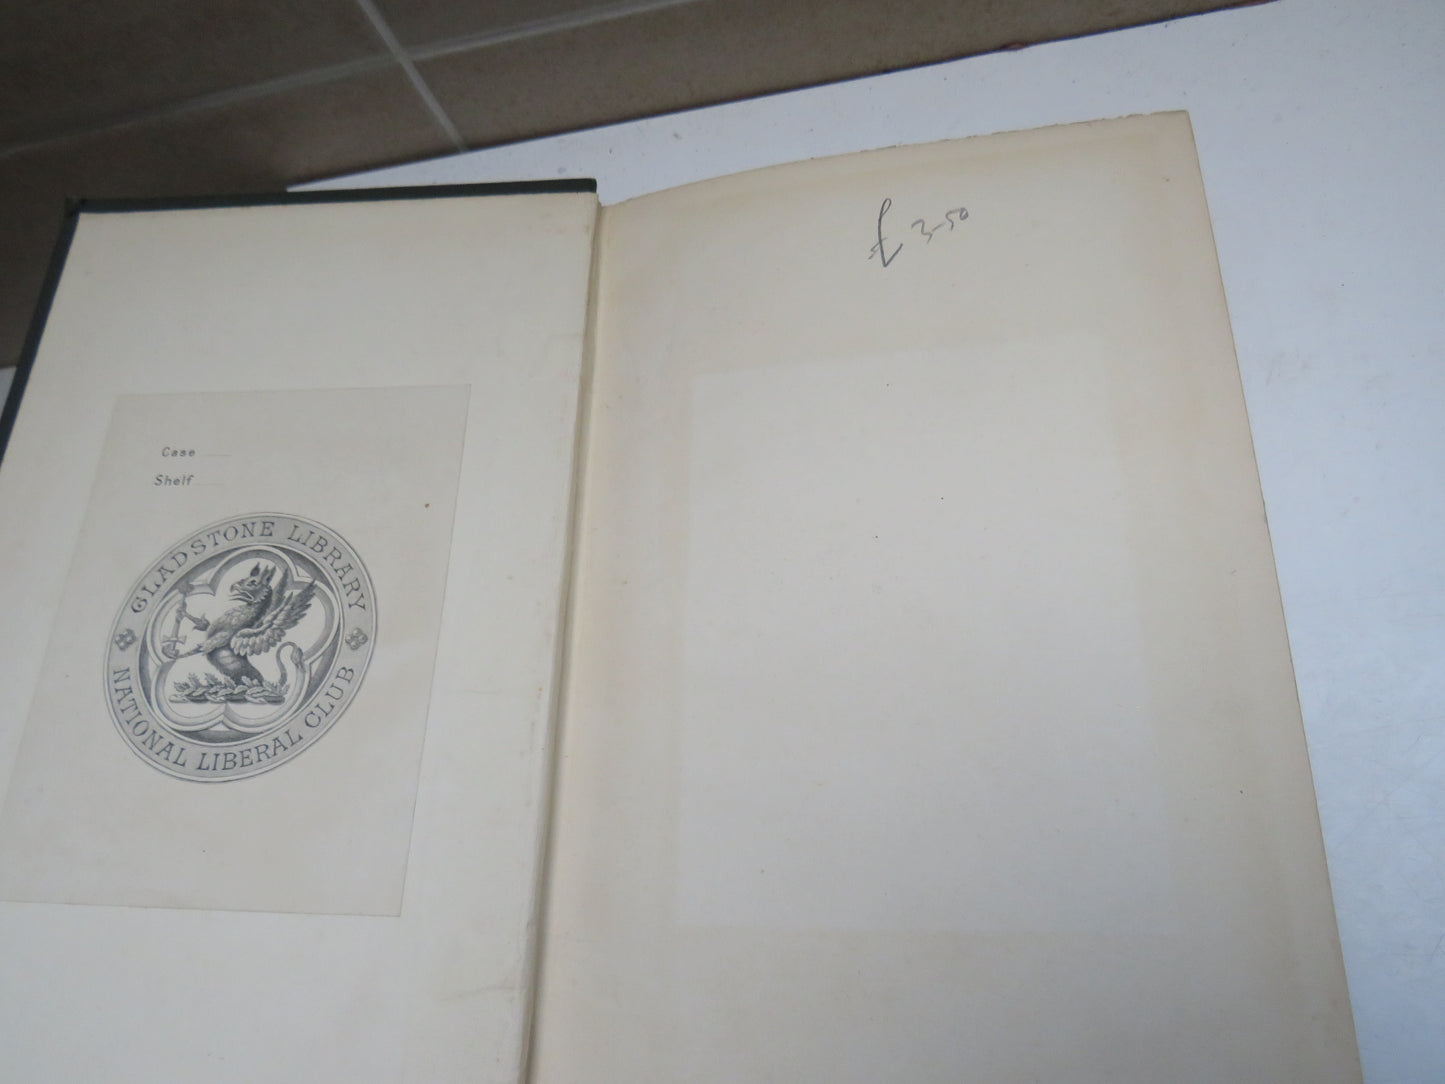 Case
Shelf
GLADSTONE LIBRARY
NATIONAL LIBERAL CLUB
£3-50